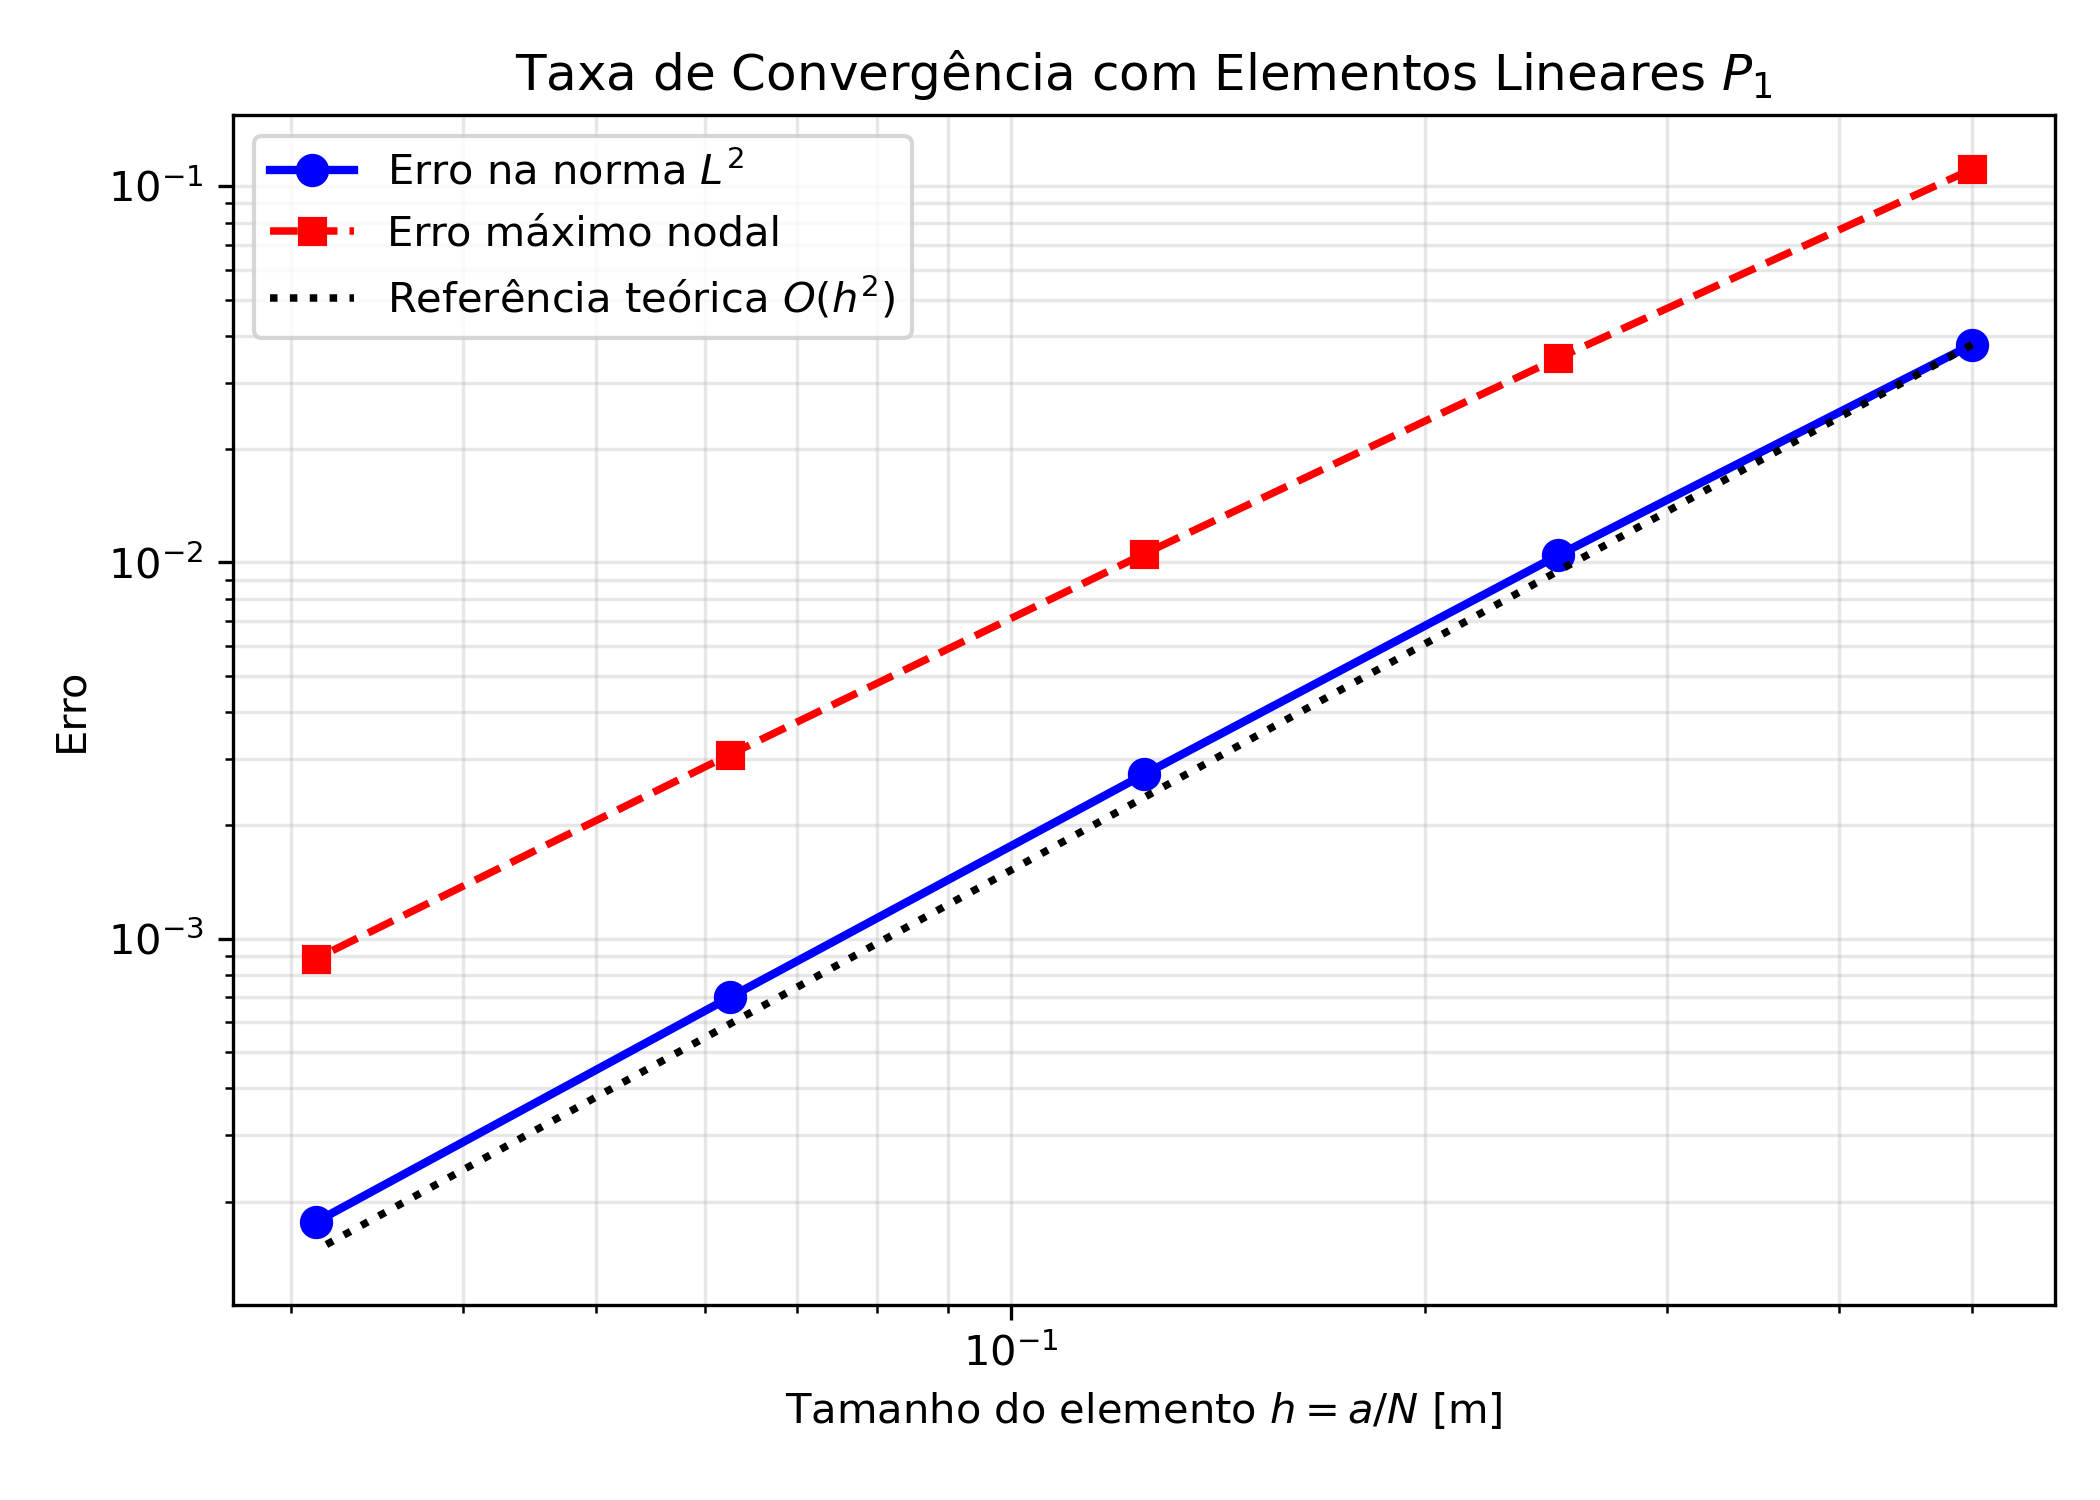 Taxa de Convergência com Elementos Lineares P₁
Erro na norma L²
Erro máximo nodal
Referência teórica O(h²)
10⁻¹
10⁻²
10⁻³
Erro
10⁻¹
Tamanho do elemento h = a/N [m]